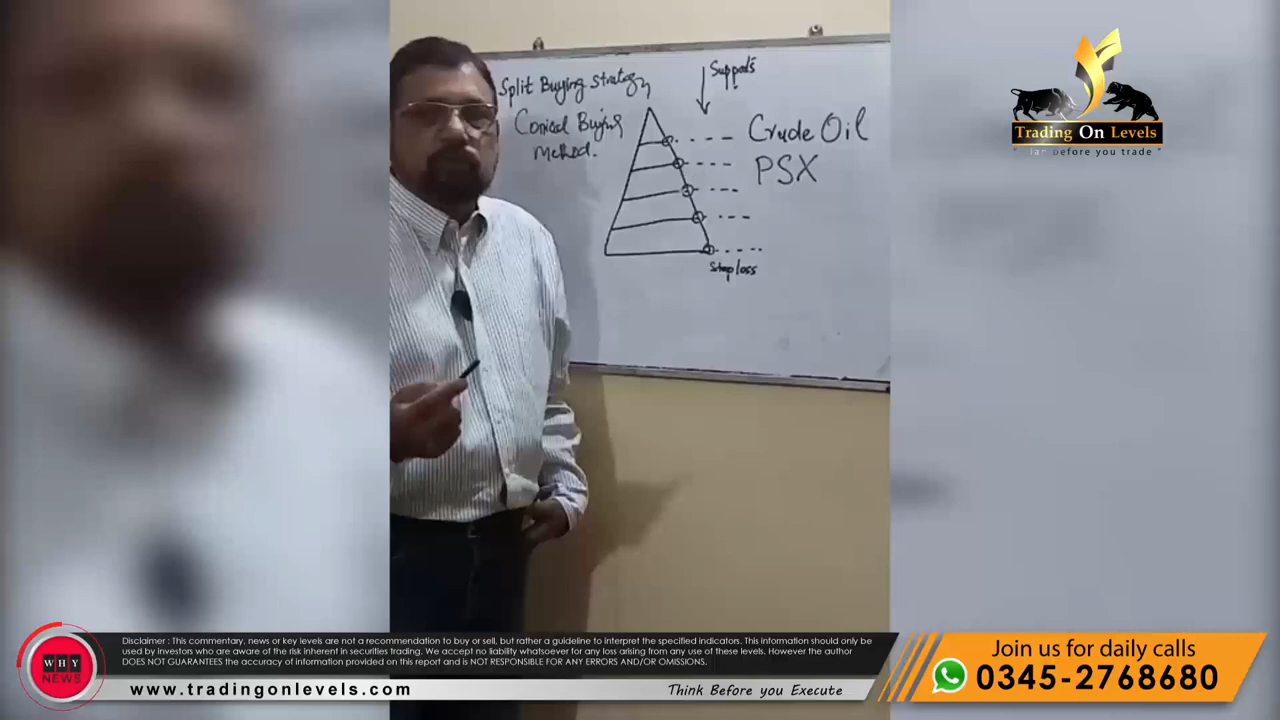 Split Buying Strategy
Conical Buying
Method.
Supports
Crude Oil
PSX
Stop loss
Trading On Levels
lan before you trade "
WHY
NEWS
Disclaimer : This commentary, news or key levels are not a recommendation to buy or sell, but rather a guideline to interpret the specified indicators. This information should only be
used by investors who are aware of the risk inherent in securities trading. We accept no liability whatsoever for any loss arising from any use of these levels. However the author
DOES NOT GUARANTEES the accuracy of information provided on this report and is NOT RESPONSIBLE FOR ANY ERRORS AND/OR OMISSIONS.
www.tradingonlevels.com
Think Before you Execute
Join us for daily calls
0345-2768680